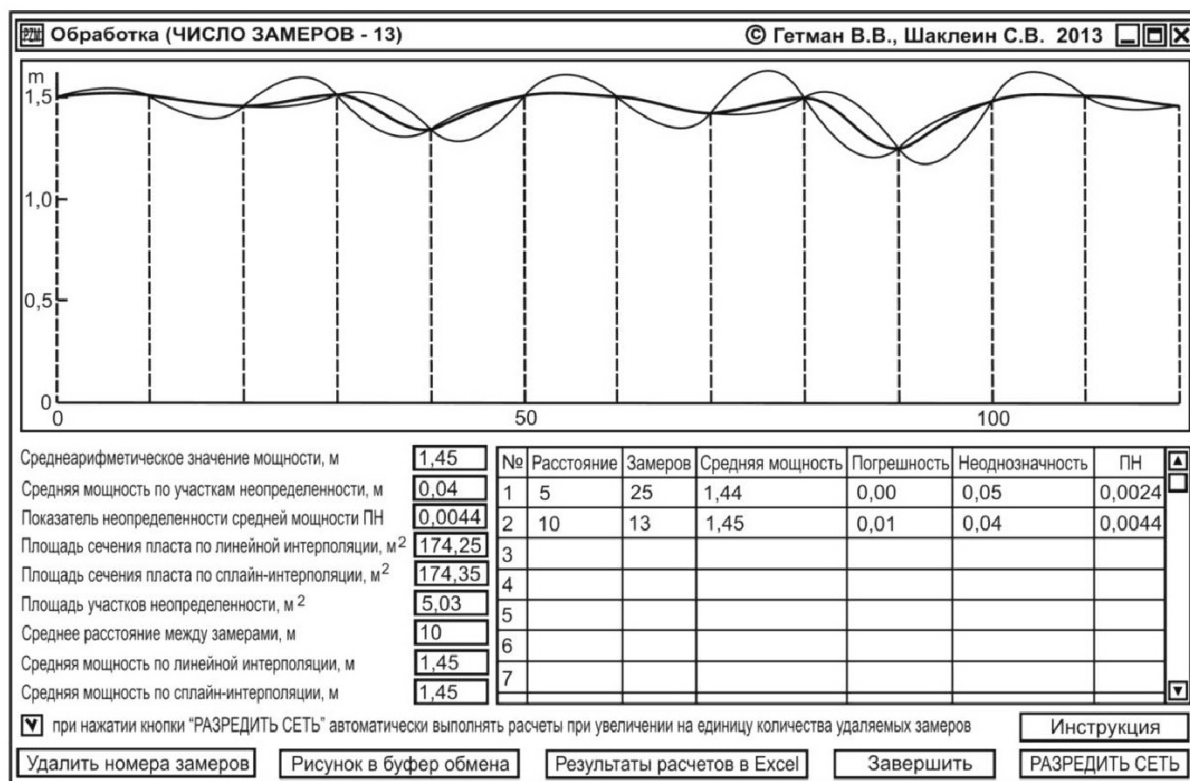 PZM Обработка (ЧИСЛО ЗАМЕРОВ - 13) © Гетман В.В., Шаклеин С.В. 2013
m
1,5
1,0
0,5
0
0 50 100
Среднеарифметическое значение мощности, м 1,45
Средняя мощность по участкам неопределенности, м 0,04
Показатель неопределенности средней мощности ПН 0,0044
Площадь сечения пласта по линейной интерполяции, м² 174,25
Площадь сечения пласта по сплайн-интерполяции, м² 174,35
Площадь участков неопределенности, м² 5,03
Среднее расстояние между замерами, м 10
Средняя мощность по линейной интерполяции, м 1,45
Средняя мощность по сплайн-интерполяции, м 1,45
№ Расстояние Замеров Средняя мощность Погрешность Неоднозначность ПН
1 5 25 1,44 0,00 0,05 0,0024
2 10 13 1,45 0,01 0,04 0,0044
3
4
5
6
7
при нажатии кнопки “РАЗРЕДИТЬ СЕТЬ” автоматически выполнять расчеты при увеличении на единицу количества удаляемых замеров
Инструкция
Удалить номера замеров Рисунок в буфер обмена Результаты расчетов в Excel Завершить РАЗРЕДИТЬ СЕТЬ